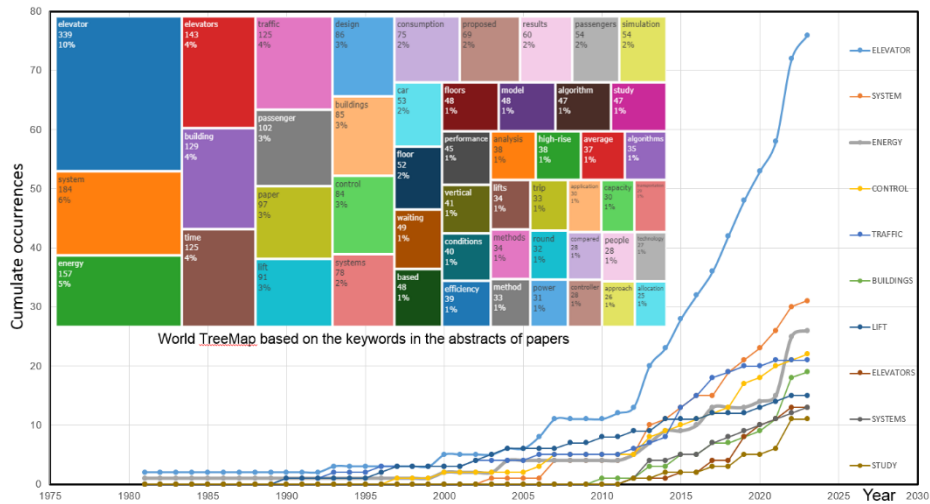 Cumulate occurrences
80
70
60
50
40
30
20
10
0
elevator
339
10%
system
184
6%
energy
157
5%
elevators
143
4%
building
129
4%
time
125
4%
traffic
125
4%
passenger
102
3%
paper
97
3%
lift
91
3%
design
86
3%
buildings
85
3%
control
84
3%
systems
78
2%
consumption
75
2%
proposed
69
2%
results
60
2%
passengers
54
2%
simulation
54
2%
car
53
2%
floor
52
2%
waiting
49
1%
based
48
1%
floors
48
1%
model
48
1%
algorithm
47
1%
study
47
1%
performance
45
1%
analysis
38
1%
high-rise
38
1%
average
37
1%
algorithms
35
1%
vertical
41
1%
lifts
34
1%
trip
33
1%
application
30
1%
capacity
30
1%
conditions
40
1%
methods
34
1%
round
32
1%
compared
28
1%
people
28
1%
technology
1%
efficiency
39
1%
method
33
1%
power
31
1%
controller
28
1%
approach
26
1%
allocation
25
1%
World TreeMap based on the keywords in the abstracts of papers
ELEVATOR
SYSTEM
ENERGY
CONTROL
TRAFFIC
BUILDINGS
LIFT
ELEVATORS
SYSTEMS
STUDY
1975
1980
1985
1990
1995
2000
2005
2010
2015
2020
2025
2030
Year